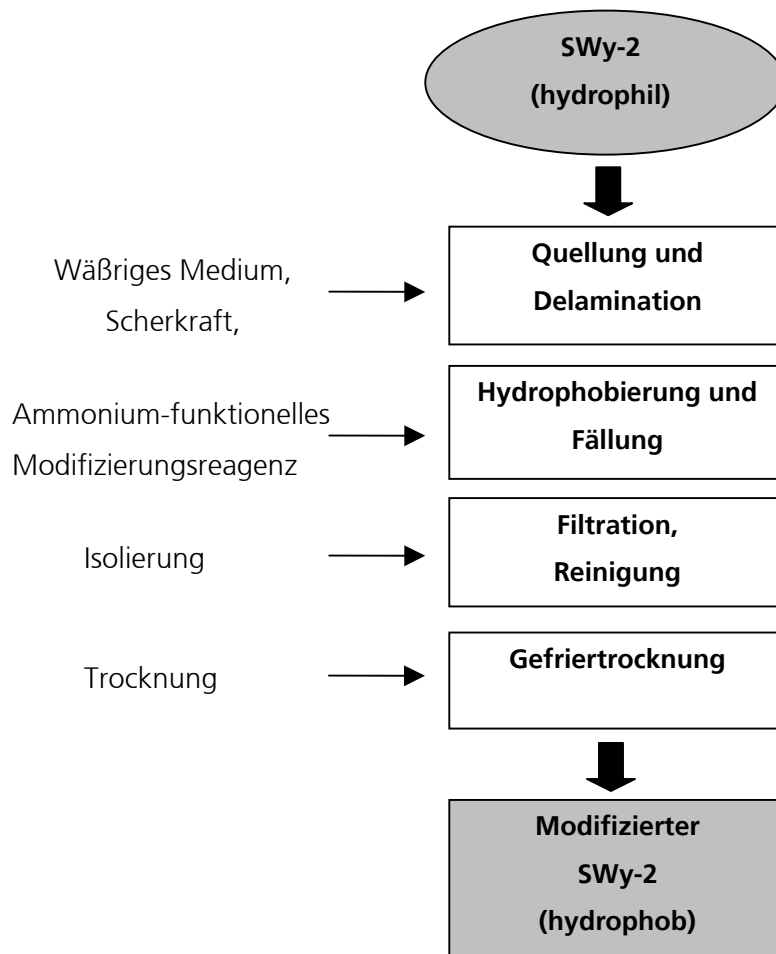 SWy-2
(hydrophil)
Wäßriges Medium,
Scherkraft,
Quellung und
Delamination
Ammonium-funktionelles
Modifizierungsreagenz
Hydrophobierung und
Fällung
Isolierung
Filtration,
Reinigung
Trocknung
Gefriertrocknung
Modifizierter
SWy-2
(hydrophob)